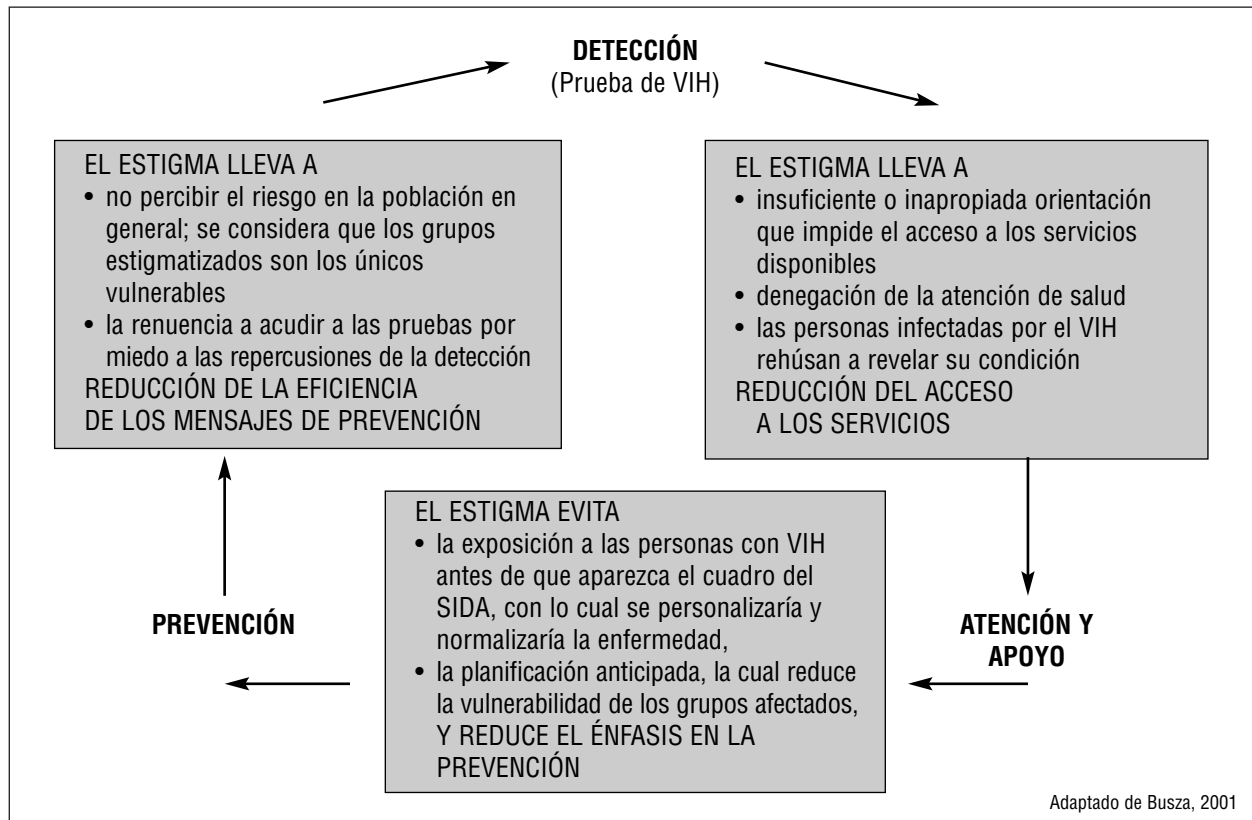 DETECCIÓN
(Prueba de VIH)
EL ESTIGMA LLEVA A
• no percibir el riesgo en la población en
general; se considera que los grupos
estigmatizados son los únicos
vulnerables
• la renuencia a acudir a las pruebas por
miedo a las repercusiones de la detección
REDUCCIÓN DE LA EFICIENCIA
DE LOS MENSAJES DE PREVENCIÓN
EL ESTIGMA LLEVA A
• insuficiente o inapropiada orientación
que impide el acceso a los servicios
disponibles
• denegación de la atención de salud
• las personas infectadas por el VIH
rehúsan a revelar su condición
REDUCCIÓN DEL ACCESO
A LOS SERVICIOS
PREVENCIÓN
EL ESTIGMA EVITA
• la exposición a las personas con VIH
antes de que aparezca el cuadro del
SIDA, con lo cual se personalizaría y
normalizaría la enfermedad,
• la planificación anticipada, la cual reduce
la vulnerabilidad de los grupos afectados,
Y REDUCE EL ÉNFASIS EN LA
PREVENCIÓN
ATENCIÓN Y
APOYO
Adaptado de Busza, 2001